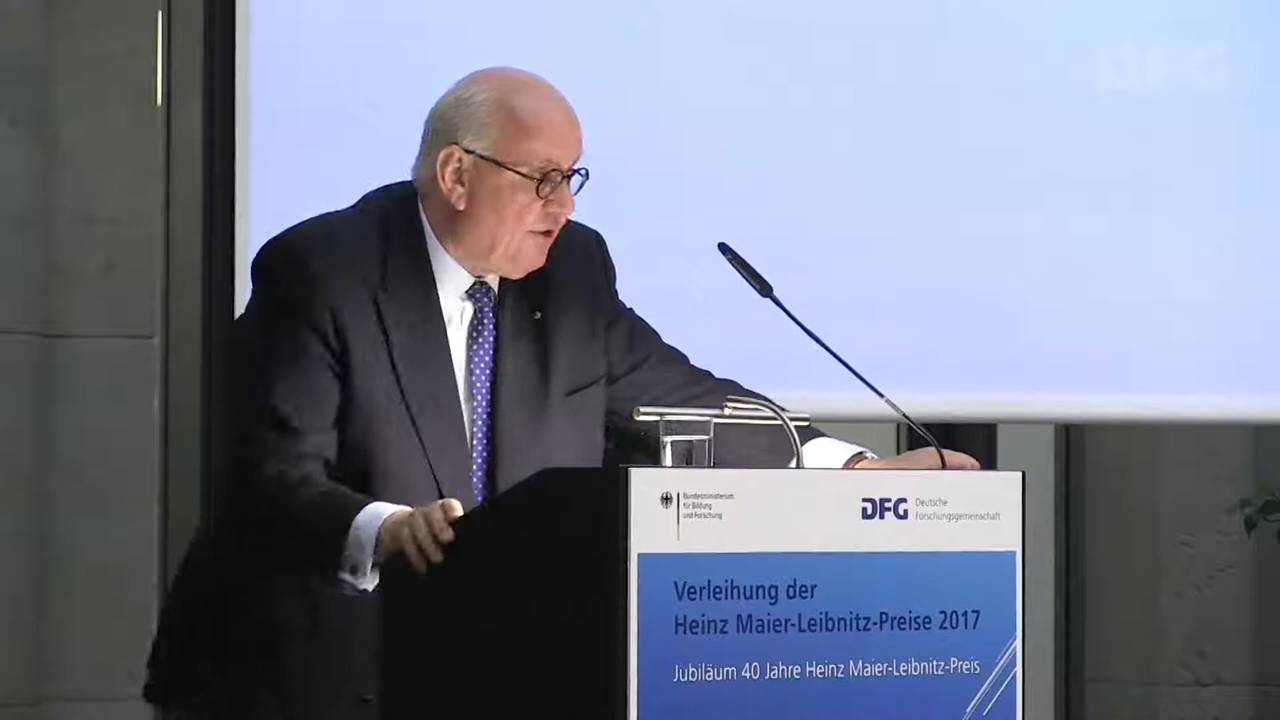 DFG
Bundesministerium
für Bildung
und Forschung
DFG Deutsche
Forschungsgemeinschaft
Verleihung der
Heinz Maier-Leibnitz-Preise 2017
Jubiläum 40 Jahre Heinz Maier-Leibnitz-Preis